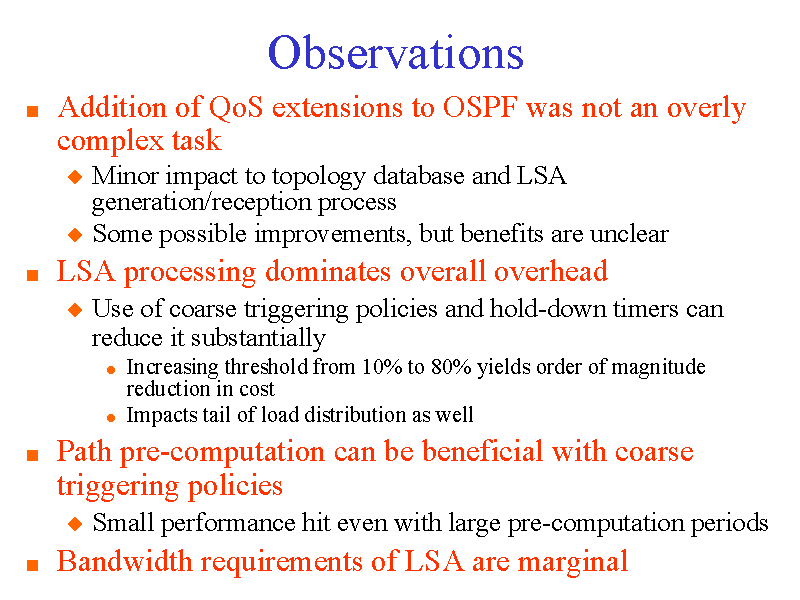 Observations
Addition of QoS extensions to OSPF was not an overly
complex task
Minor impact to topology database and LSA
generation/reception process
Some possible improvements, but benefits are unclear
LSA processing dominates overall overhead
Use of coarse triggering policies and hold-down timers can
reduce it substantially
Increasing threshold from 10% to 80% yields order of magnitude
reduction in cost
Impacts tail of load distribution as well
Path pre-computation can be beneficial with coarse
triggering policies
Small performance hit even with large pre-computation periods
Bandwidth requirements of LSA are marginal